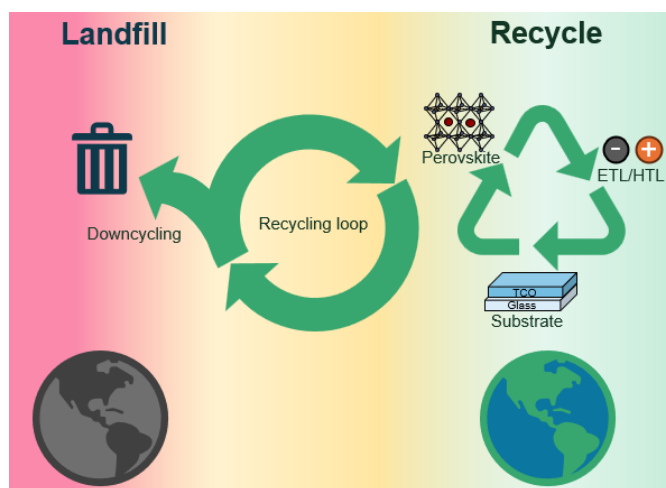 Landfill
Recycle
Perovskite
− +
ETL/HTL
Downcycling
Recycling loop
TCO
Glass
Substrate